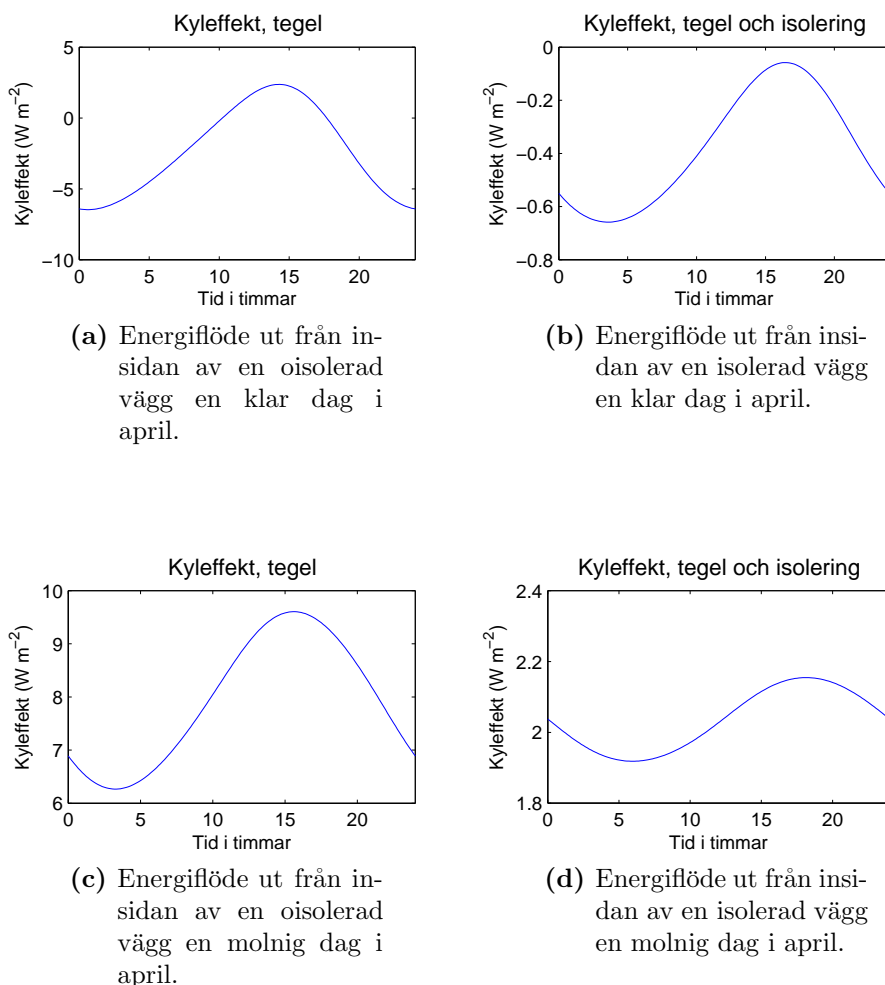 Kyleffekt, tegel
5
0
−5
−10
Kyleffekt (W m−2)
0 5 10 15 20
Tid i timmar
(a) Energiflöde ut från in-
sidan av en oisolerad
vägg en klar dag i
april.
Kyleffekt, tegel och isolering
0
−0.2
−0.4
−0.6
−0.8
Kyleffekt (W m−2)
0 5 10 15 20
Tid i timmar
(b) Energiflöde ut från insi-
dan av en isolerad vägg
en klar dag i april.
Kyleffekt, tegel
10
9
8
7
6
Kyleffekt (W m−2)
0 5 10 15 20
Tid i timmar
(c) Energiflöde ut från in-
sidan av en oisolerad
vägg en molnig dag i
april.
Kyleffekt, tegel och isolering
2.4
2.2
2
1.8
Kyleffekt (W m−2)
0 5 10 15 20
Tid i timmar
(d) Energiflöde ut från insi-
dan av en isolerad vägg
en molnig dag i april.